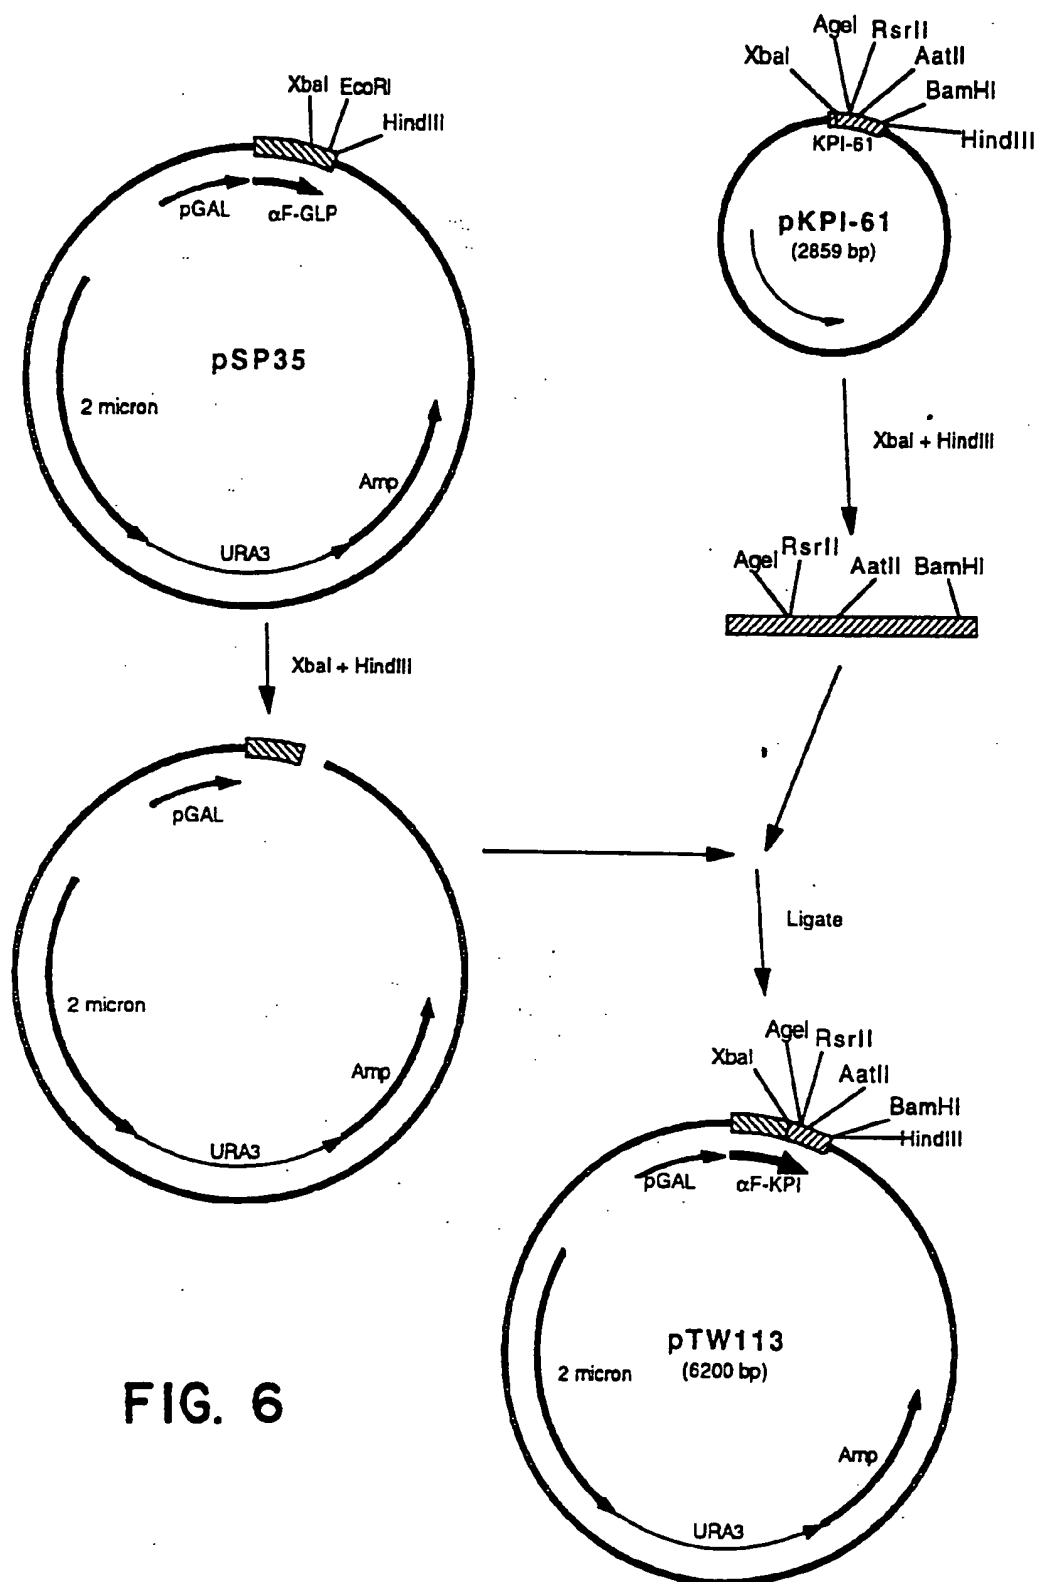 XbaI EcoRI
HindIII
pGAL
αF-GLP
pSP35
2 micron
Amp
URA3
AgeI RsrII
XbaI
AatII
BamHI
HindIII
KPI-61
pKPI-61
(2859 bp)
XbaI + HindIII
AgeI RsrII
AatII BamHI
XbaI + HindIII
pGAL
2 micron
Amp
URA3
Ligate
AgeI RsrII
XbaI
AatII
BamHI
HindIII
pGAL
αF-KPI
pTW113
(6200 bp)
2 micron
Amp
URA3
FIG. 6